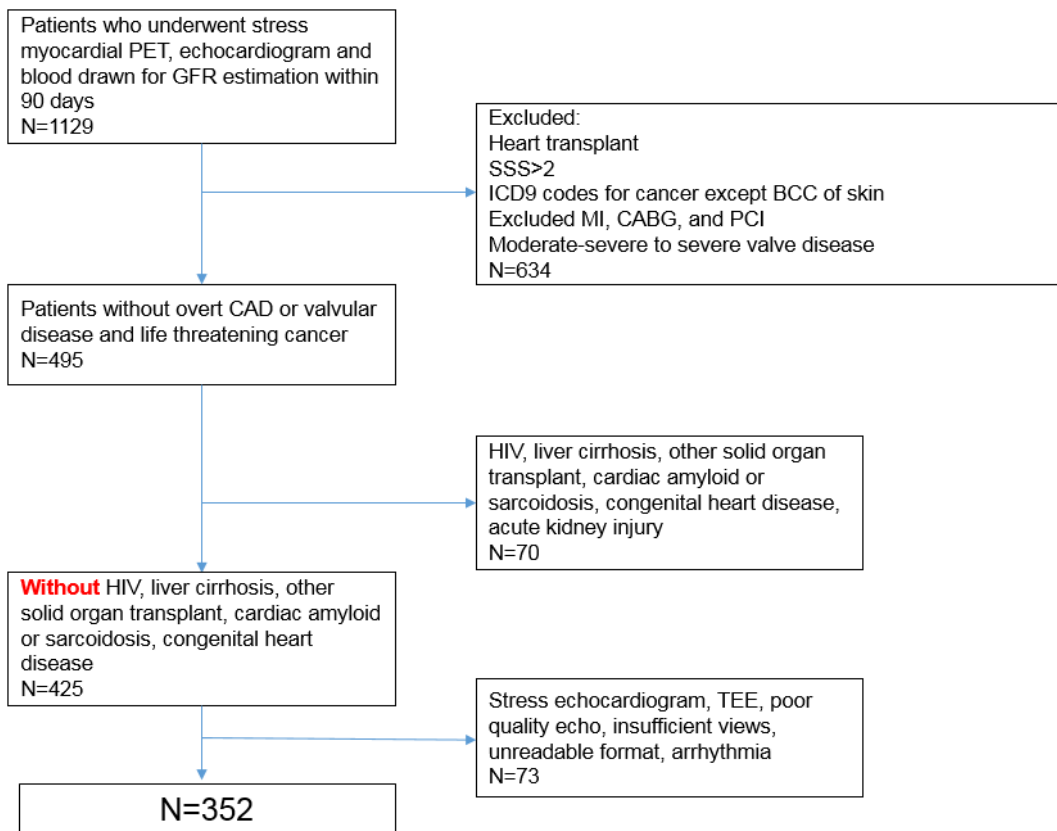 Patients who underwent stress
myocardial PET, echocardiogram and
blood drawn for GFR estimation within
90 days
N=1129
Excluded:
Heart transplant
SSS>2
ICD9 codes for cancer except BCC of skin
Excluded MI, CABG, and PCI
Moderate-severe to severe valve disease
N=634
Patients without overt CAD or valvular
disease and life threatening cancer
N=495
HIV, liver cirrhosis, other solid organ
transplant, cardiac amyloid or
sarcoidosis, congenital heart disease,
acute kidney injury
N=70
Without HIV, liver cirrhosis, other
solid organ transplant, cardiac amyloid
or sarcoidosis, congenital heart
disease
N=425
Stress echocardiogram, TEE, poor
quality echo, insufficient views,
unreadable format, arrhythmia
N=73
N=352